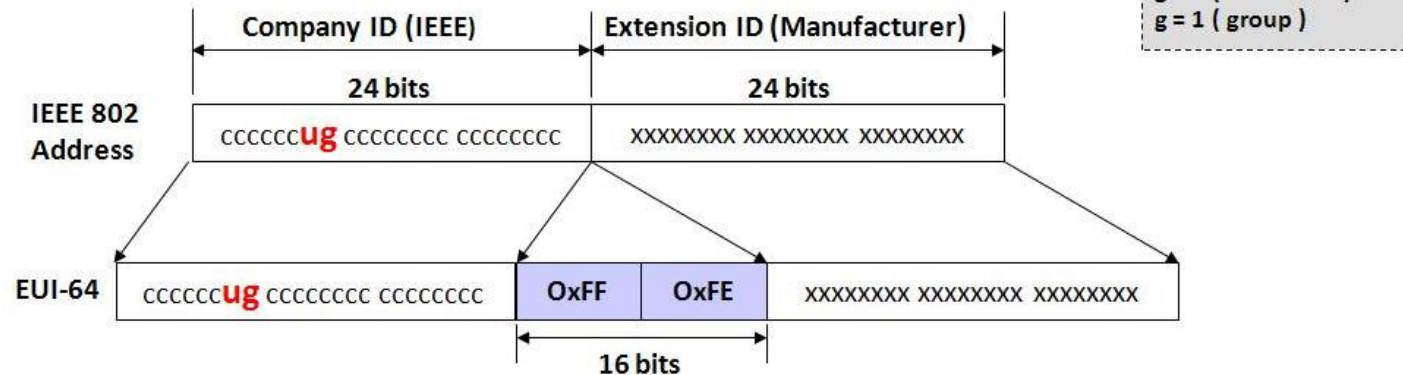 g = 1 ( group )
Company ID (IEEE) Extension ID (Manufacturer)
24 bits 24 bits
IEEE 802
Address
ccccccug cccccccc cccccccc xxxxxxxx xxxxxxxx xxxxxxxx
EUI-64 ccccccug cccccccc cccccccc OxFF OxFE xxxxxxxx xxxxxxxx xxxxxxxx
16 bits